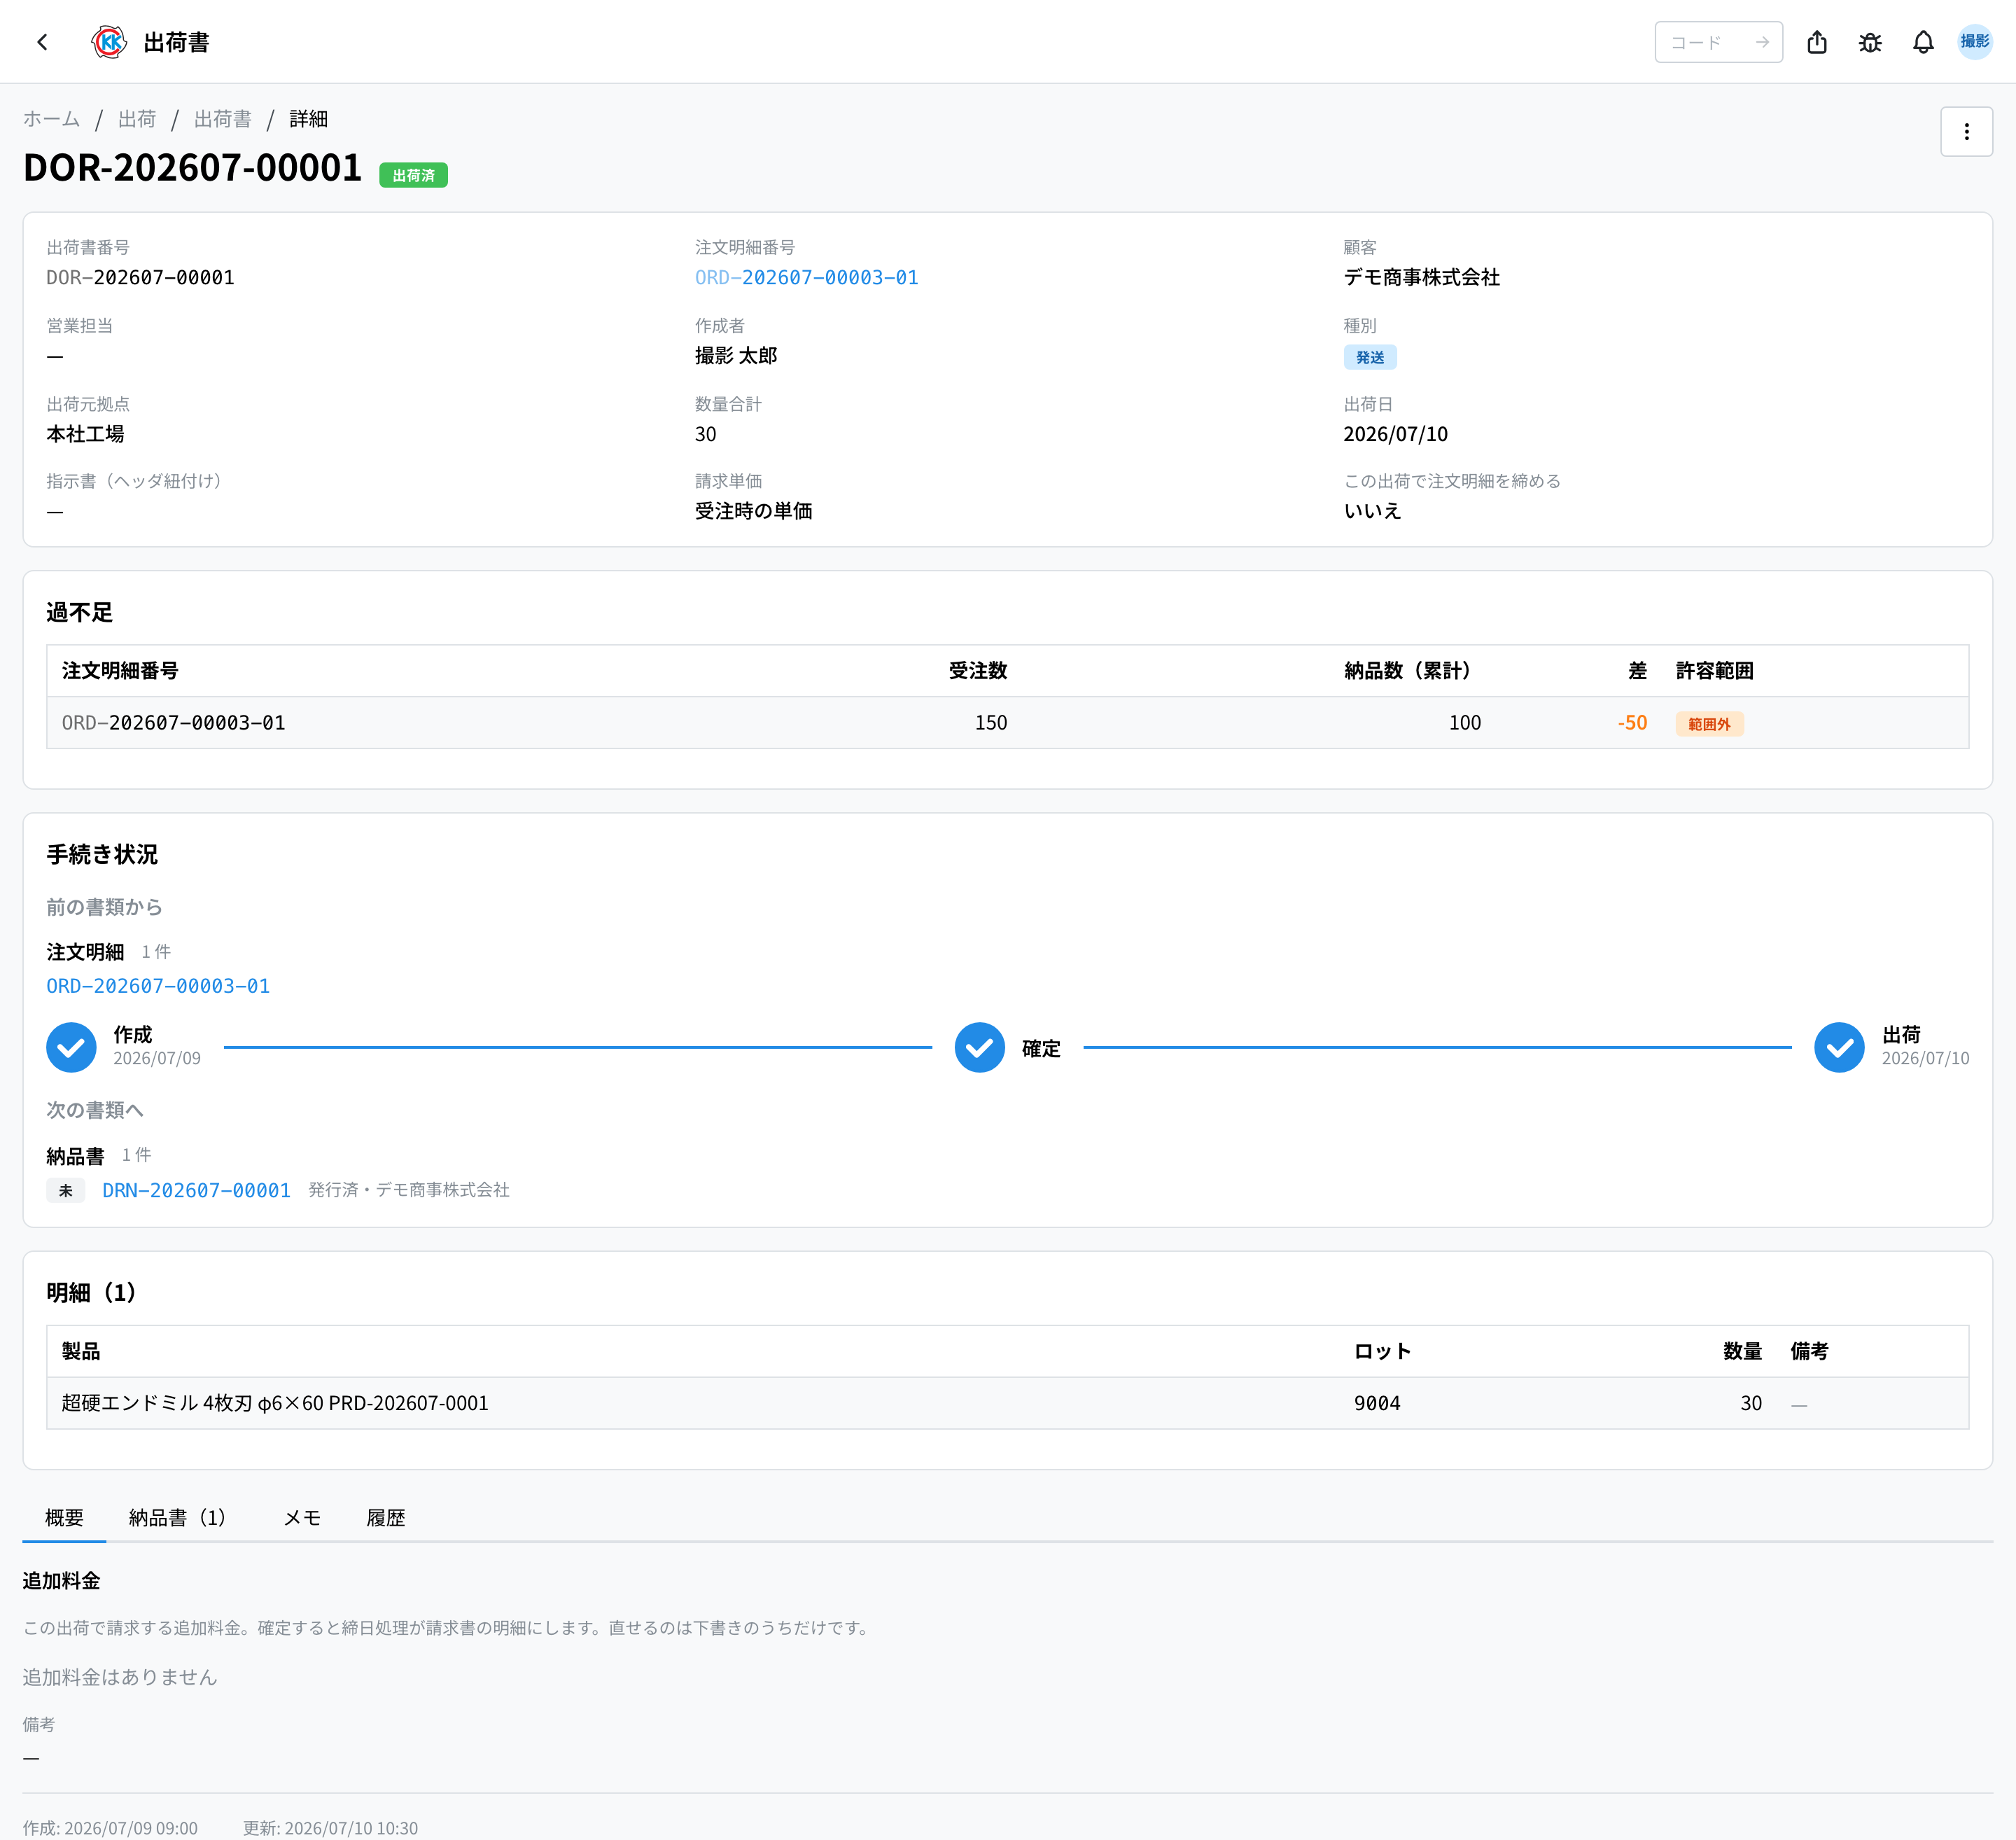 KK 出荷書 コード 撮影
ホーム / 出荷 / 出荷書 / 詳細
DOR-202607-00001 出荷済
出荷書番号 注文明細番号 顧客
DOR-202607-00001 ORD-202607-00003-01 デモ商事株式会社
営業担当 作成者 種別
— 撮影 太郎 発送
出荷元拠点 数量合計 出荷日
本社工場 30 2026/07/10
指示書（ヘッダ紐付け） 請求単価 この出荷で注文明細を締める
— 受注時の単価 いいえ
過不足
注文明細番号 受注数 納品数（累計） 差 許容範囲
ORD-202607-00003-01 150 100 -50 範囲外
手続き状況
前の書類から
注文明細 1 件
ORD-202607-00003-01
作成 確定 出荷
2026/07/09 2026/07/10
次の書類へ
納品書 1 件
未 DRN-202607-00001 発行済・デモ商事株式会社
明細（1）
製品 ロット 数量 備考
超硬エンドミル 4枚刃 φ6×60 PRD-202607-0001 9004 30 —
概要 納品書（1） メモ 履歴
追加料金
この出荷で請求する追加料金。確定すると締日処理が請求書の明細にします。直せるのは下書きのうちだけです。
追加料金はありません
備考
—
作成: 2026/07/09 09:00 更新: 2026/07/10 10:30